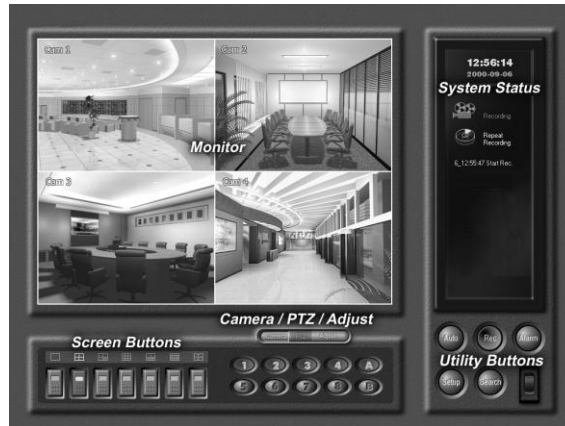 Cam 1
Cam 2
Monitor
Cam 3
Cam 4
12:56:14
2000-09-06
System Status
Recording
Repeat
Recording
6_12:55:47 Start Rec.
Camera / PTZ / Adjust
Screen Buttons
1 2 3 4 A
5 6 7 8 B
Auto Rec Alarm
Utility Buttons
Setup Search